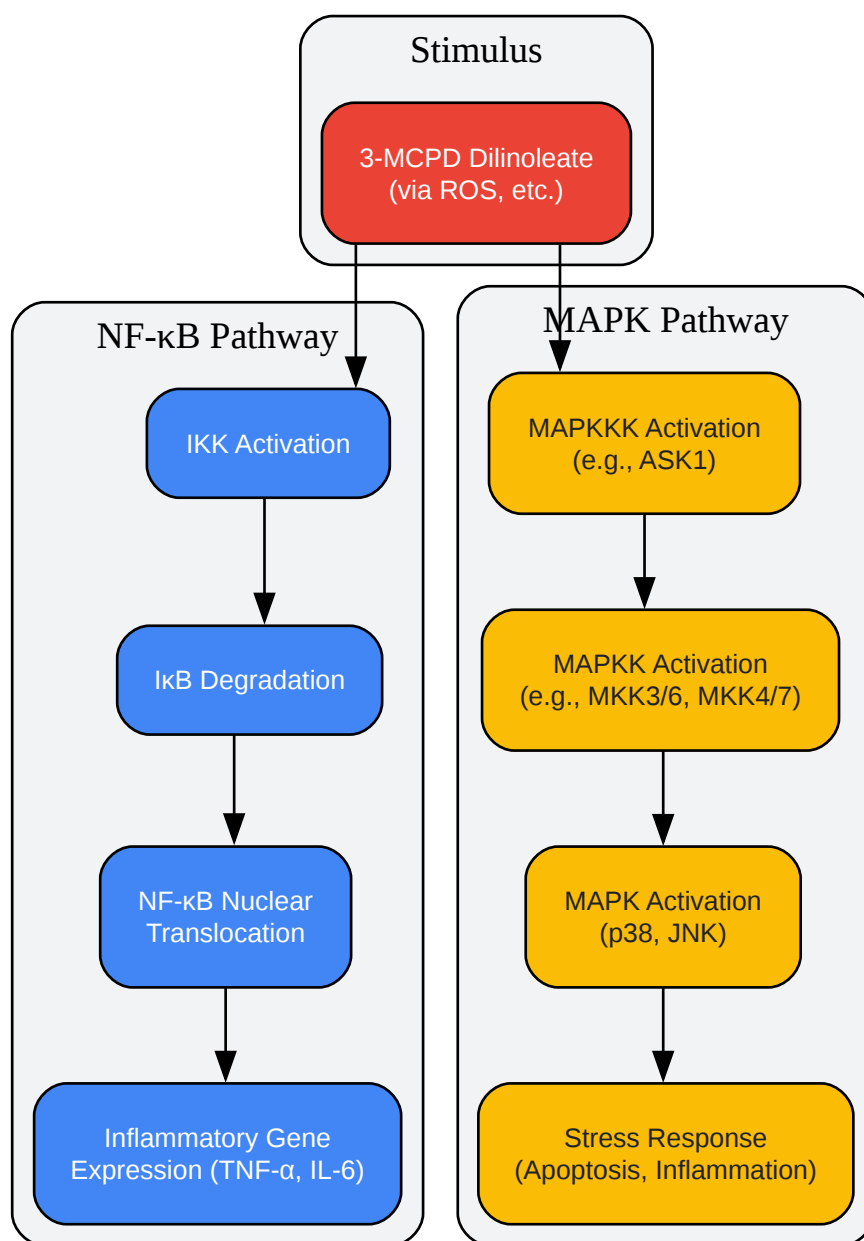 Stimulus
3-MCPD Dilinoleate
(via ROS, etc.)
NF-κB Pathway
IKK Activation
IκB Degradation
NF-κB Nuclear
Translocation
Inflammatory Gene
Expression (TNF-α, IL-6)
MAPK Pathway
MAPKKK Activation
(e.g., ASK1)
MAPKK Activation
(e.g., MKK3/6, MKK4/7)
MAPK Activation
(p38, JNK)
Stress Response
(Apoptosis, Inflammation)